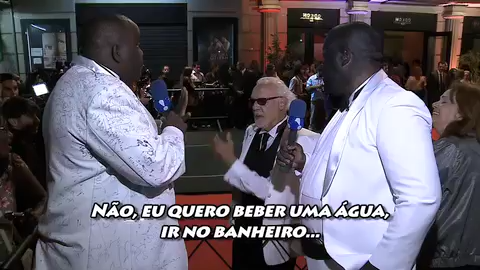 NÃO, EU QUERO BEBER UMA ÁGUA,
IR NO BANHEIRO...